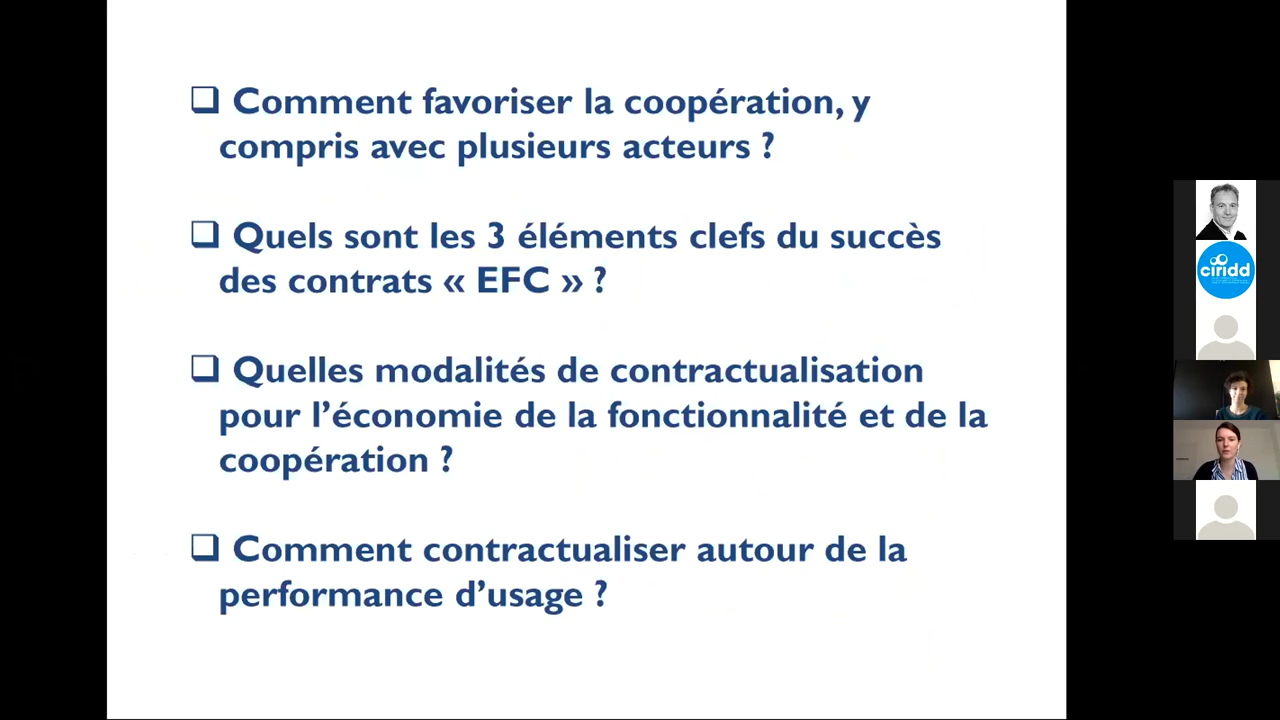 ❑ Comment favoriser la coopération, y
compris avec plusieurs acteurs ?
❑ Quels sont les 3 éléments clefs du succès
des contrats « EFC » ?
❑ Quelles modalités de contractualisation
pour l’économie de la fonctionnalité et de la
coopération ?
❑ Comment contractualiser autour de la
performance d’usage ?
ciridd